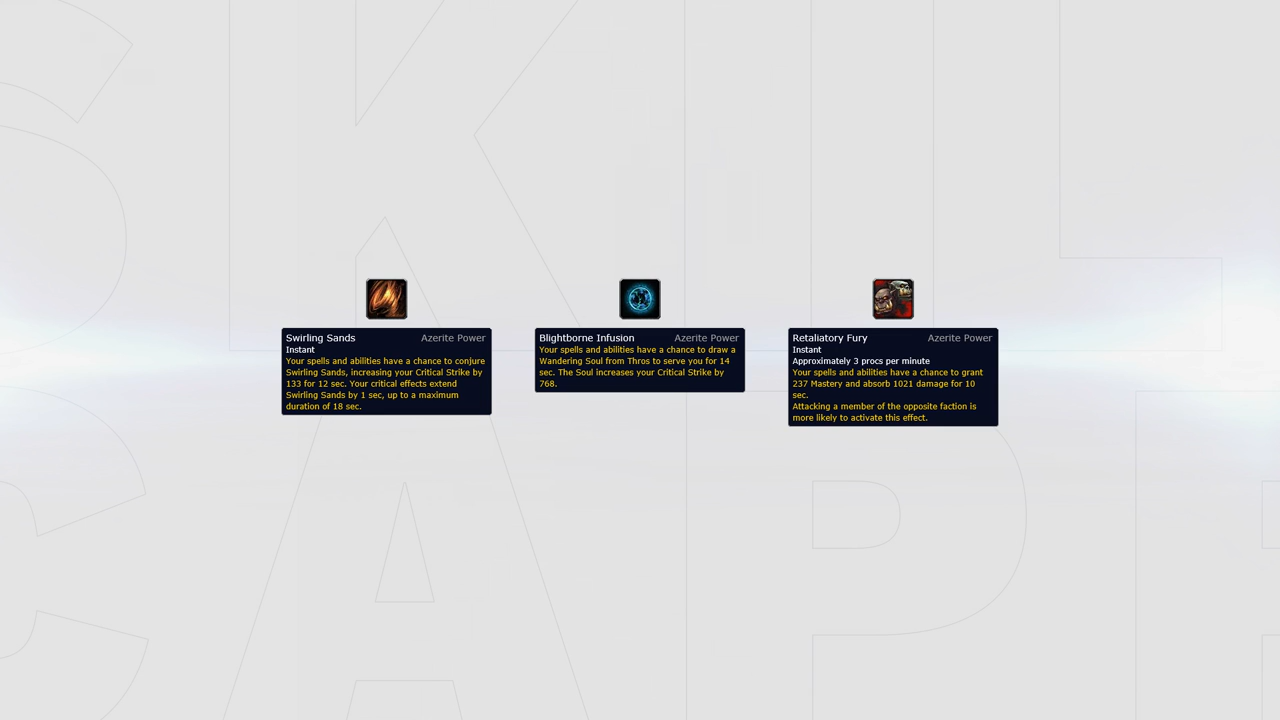 SKILL
CAPE
Swirling Sands Azerite Power
Instant
Your spells and abilities have a chance to conjure
Swirling Sands, increasing your Critical Strike by
133 for 12 sec. Your critical effects extend
Swirling Sands by 1 sec, up to a maximum
duration of 18 sec.
Blightborne Infusion Azerite Power
Your spells and abilities have a chance to draw a
Wandering Soul from Thros to serve you for 14
sec. The Soul increases your Critical Strike by
768.
Retaliatory Fury Azerite Power
Instant
Approximately 3 procs per minute
Your spells and abilities have a chance to grant
237 Mastery and absorb 1021 damage for 10
sec.
Attacking a member of the opposite faction is
more likely to activate this effect.